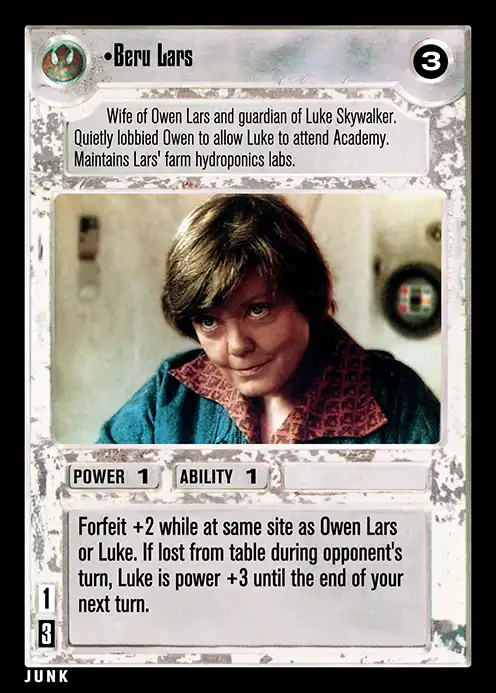 •Beru Lars
3
Wife of Owen Lars and guardian of Luke Skywalker.
Quietly lobbied Owen to allow Luke to attend Academy.
Maintains Lars' farm hydroponics labs.
POWER 1 ABILITY 1
Forfeit +2 while at same site as Owen Lars
or Luke. If lost from table during opponent's
turn, Luke is power +3 until the end of your
next turn.
1
3
JUNK